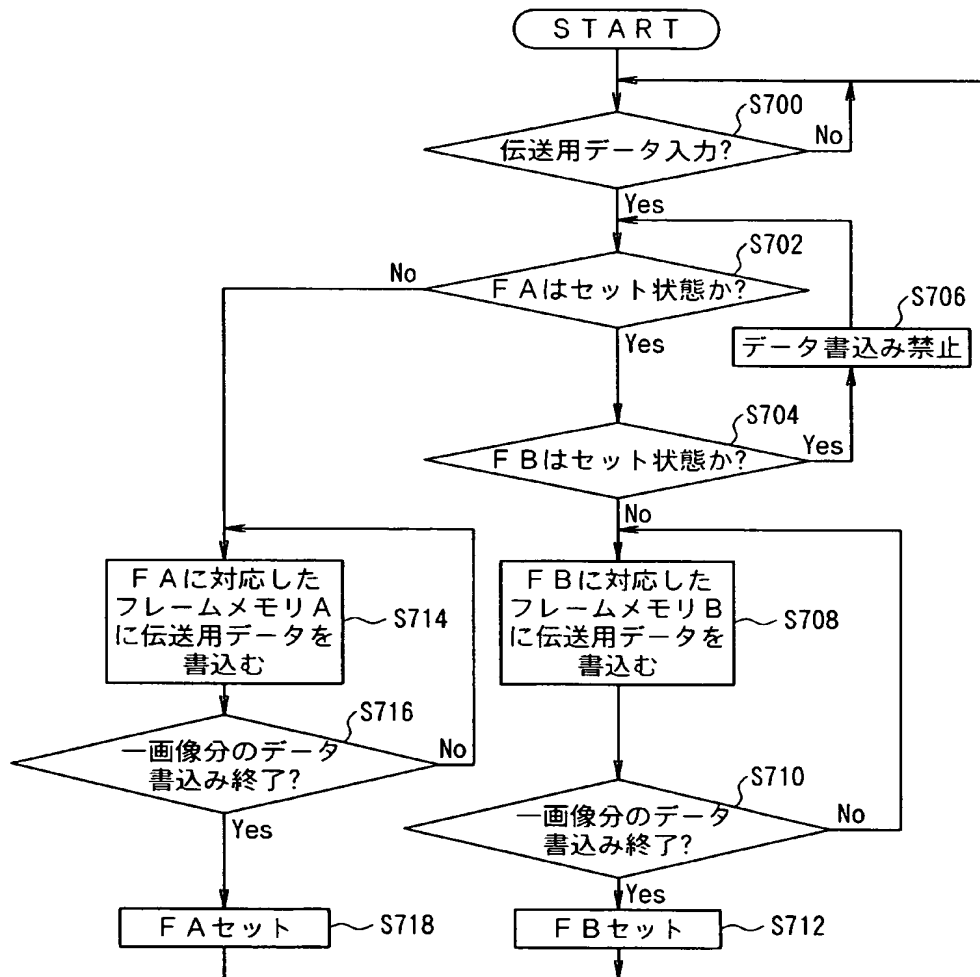 START
S700
伝送用データ入力?
No
Yes
S702
No
FAはセット状態か?
S706
Yes
データ書込み禁止
S704
FBはセット状態か?
Yes
No
FAに対応した
フレームメモリA
に伝送用データを
書込む
S714
FBに対応した
フレームメモリB
に伝送用データを
書込む
S708
S716
一画像分のデータ
書込み終了?
No
Yes
S710
一画像分のデータ
書込み終了?
No
Yes
FAセット
S718
FBセット
S712